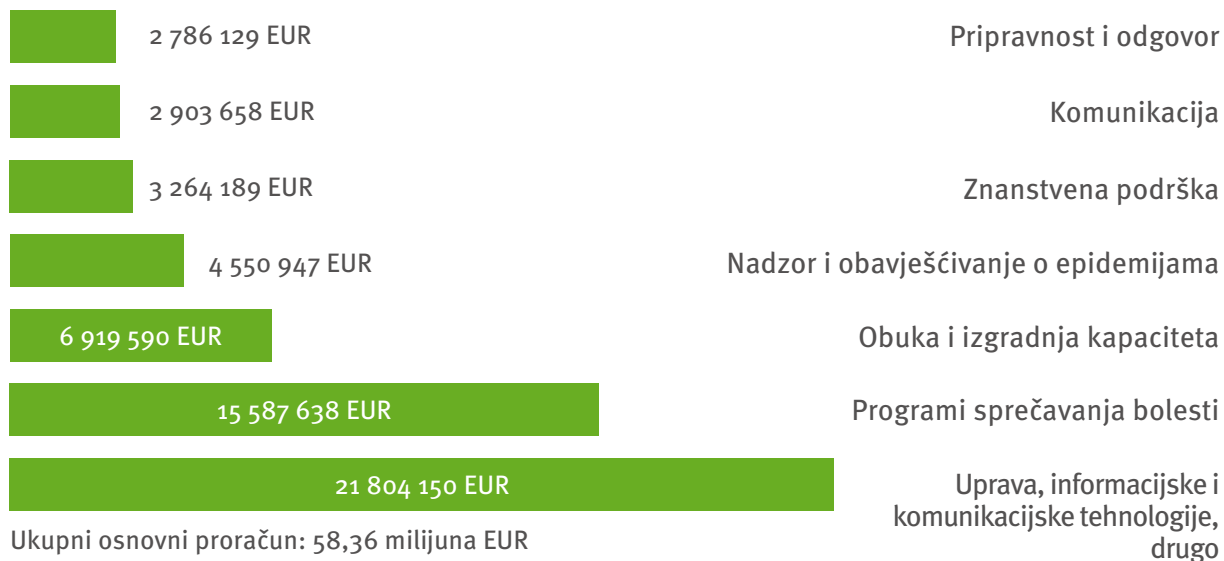 2 786 129 EUR Pripravnost i odgovor
2 903 658 EUR Komunikacija
3 264 189 EUR Znanstvena podrška
4 550 947 EUR Nadzor i obavješćivanje o epidemijama
6 919 590 EUR Obuka i izgradnja kapaciteta
15 587 638 EUR Programi sprečavanja bolesti
21 804 150 EUR Uprava, informacijske i
komunikacijske tehnologije,
drugo
Ukupni osnovni proračun: 58,36 milijuna EUR